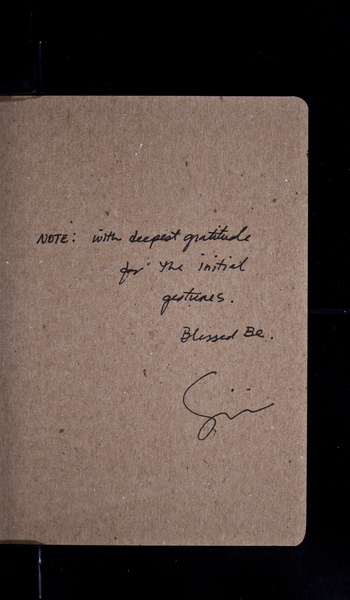 NOTE: with deepest gratitude
for the initial
gestures.
Blessed Be.